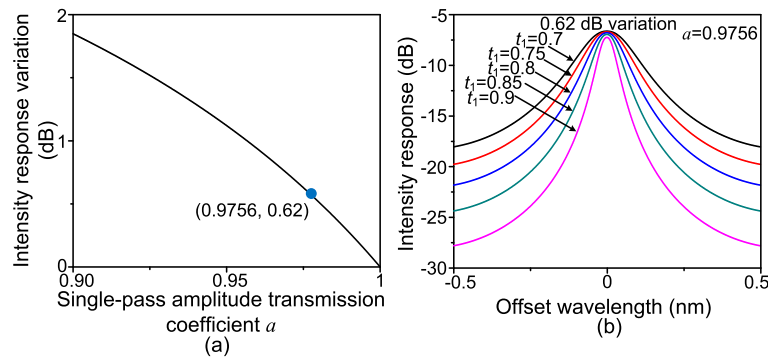 Intensity response variation
(dB)
2
1
0
(0.9756, 0.62)
0.90
0.95
1
Single-pass amplitude transmission
coefficient a
(a)
Intensity response (dB)
-5
-10
-15
-20
-25
-30
0.62 dB variation
a=0.9756
t1=0.7
t1=0.75
t1=0.8
t1=0.85
t1=0.9
-0.5
0
0.5
Offset wavelength (nm)
(b)